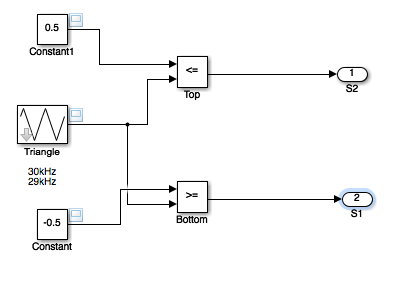 0.5
Constant1
<=
Top
1
S2
Triangle
30kHz
29kHz
-0.5
Constant
>=
Bottom
2
S1